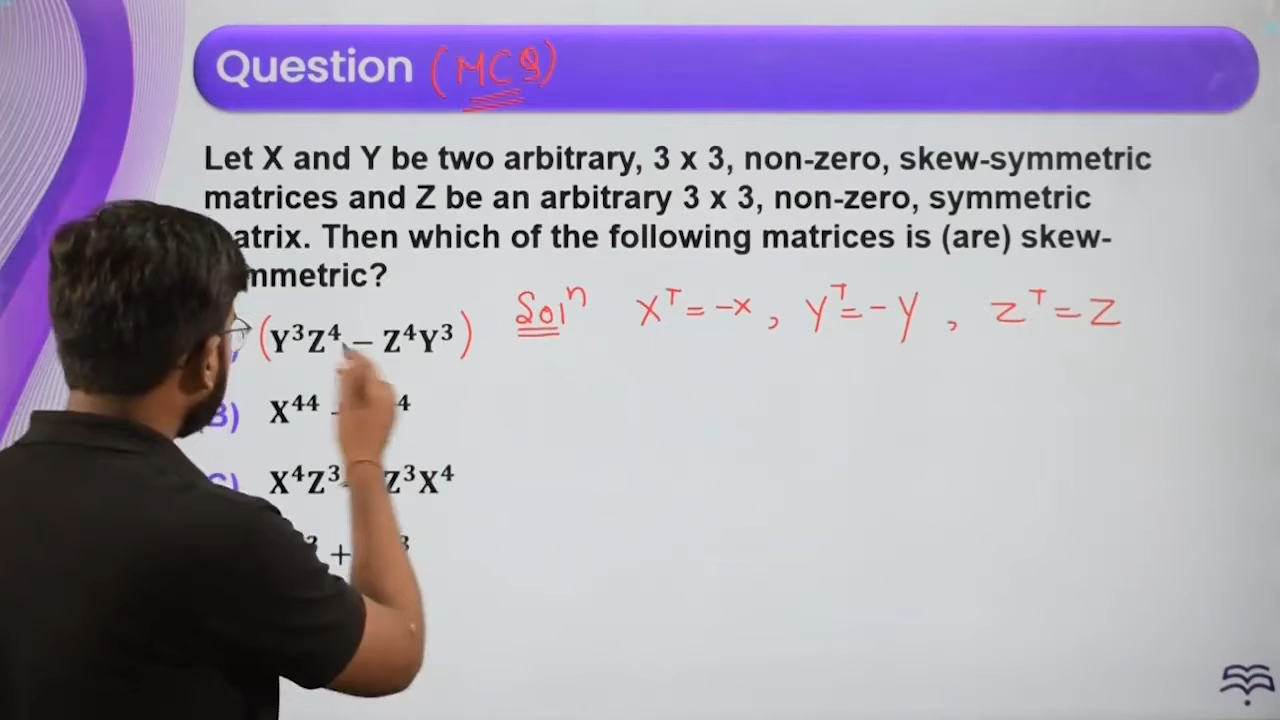 Question (MCQ)
Let X and Y be two arbitrary, 3 x 3, non-zero, skew-symmetric
matrices and Z be an arbitrary 3 x 3, non-zero, symmetric
atrix. Then which of the following matrices is (are) skew-
mmetric?
(Y³Z⁴ – Z⁴Y³) Solⁿ Xᵀ = -X, Yᵀ = -Y, Zᵀ = Z
B) X⁴⁴ 4
C) X⁴Z³ Z³X⁴
+ 3